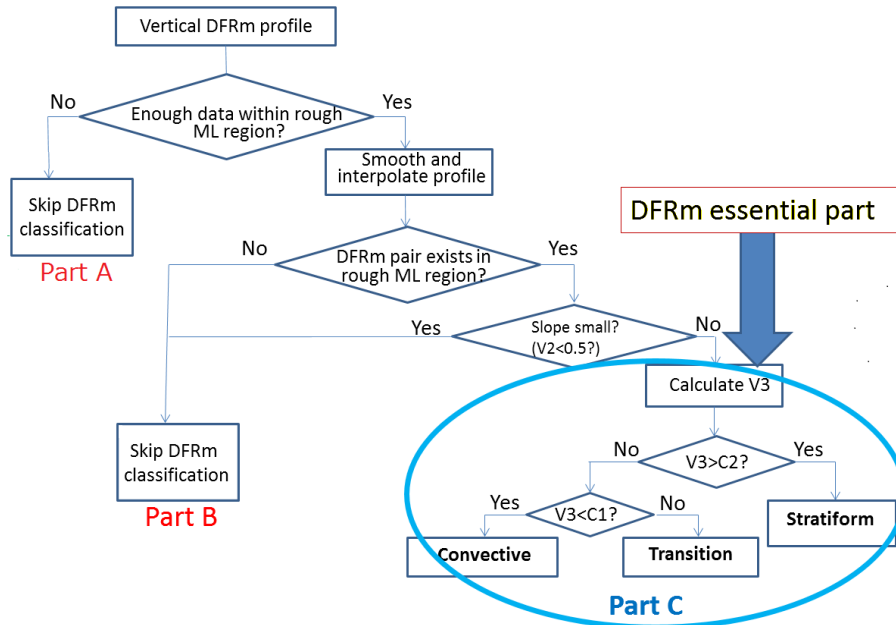 Vertical DFRm profile
No
Yes
Enough data within rough
ML region?
Smooth and
interpolate profile
Skip DFRm
classification
Part A
DFRm essential part
No
Yes
DFRm pair exists in
rough ML region?
Yes
No
Slope small?
(V2<0.5?)
Calculate V3
Skip DFRm
classification
Part B
No
Yes
V3>C2?
Yes
No
V3<C1?
Stratiform
Convective
Transition
Part C